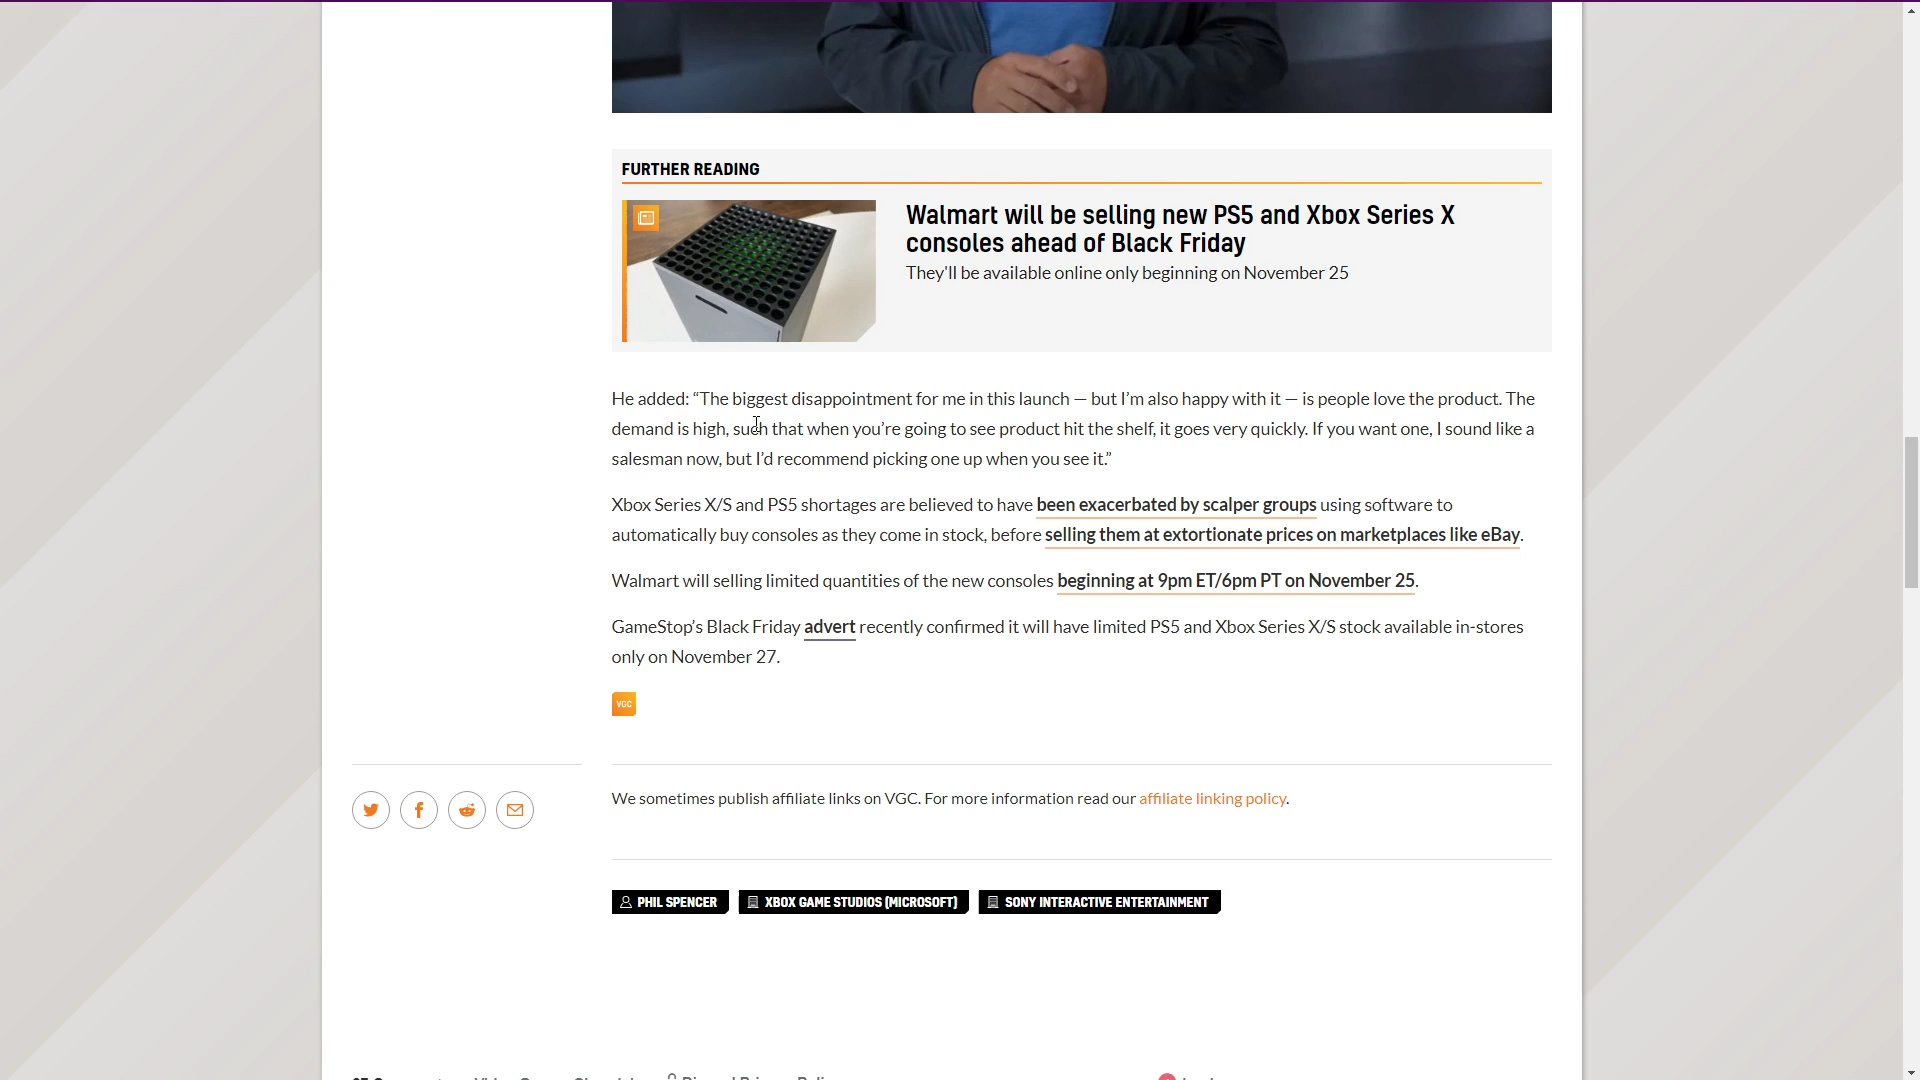 FURTHER READING
Walmart will be selling new PS5 and Xbox Series X
consoles ahead of Black Friday
They'll be available online only beginning on November 25
He added: “The biggest disappointment for me in this launch — but I’m also happy with it — is people love the product. The
demand is high, such that when you’re going to see product hit the shelf, it goes very quickly. If you want one, I sound like a
salesman now, but I’d recommend picking one up when you see it.”
Xbox Series X/S and PS5 shortages are believed to have been exacerbated by scalper groups using software to
automatically buy consoles as they come in stock, before selling them at extortionate prices on marketplaces like eBay.
Walmart will selling limited quantities of the new consoles beginning at 9pm ET/6pm PT on November 25.
GameStop’s Black Friday advert recently confirmed it will have limited PS5 and Xbox Series X/S stock available in-stores
only on November 27.
VGC
We sometimes publish affiliate links on VGC. For more information read our affiliate linking policy.
PHIL SPENCER XBOX GAME STUDIOS (MICROSOFT) SONY INTERACTIVE ENTERTAINMENT